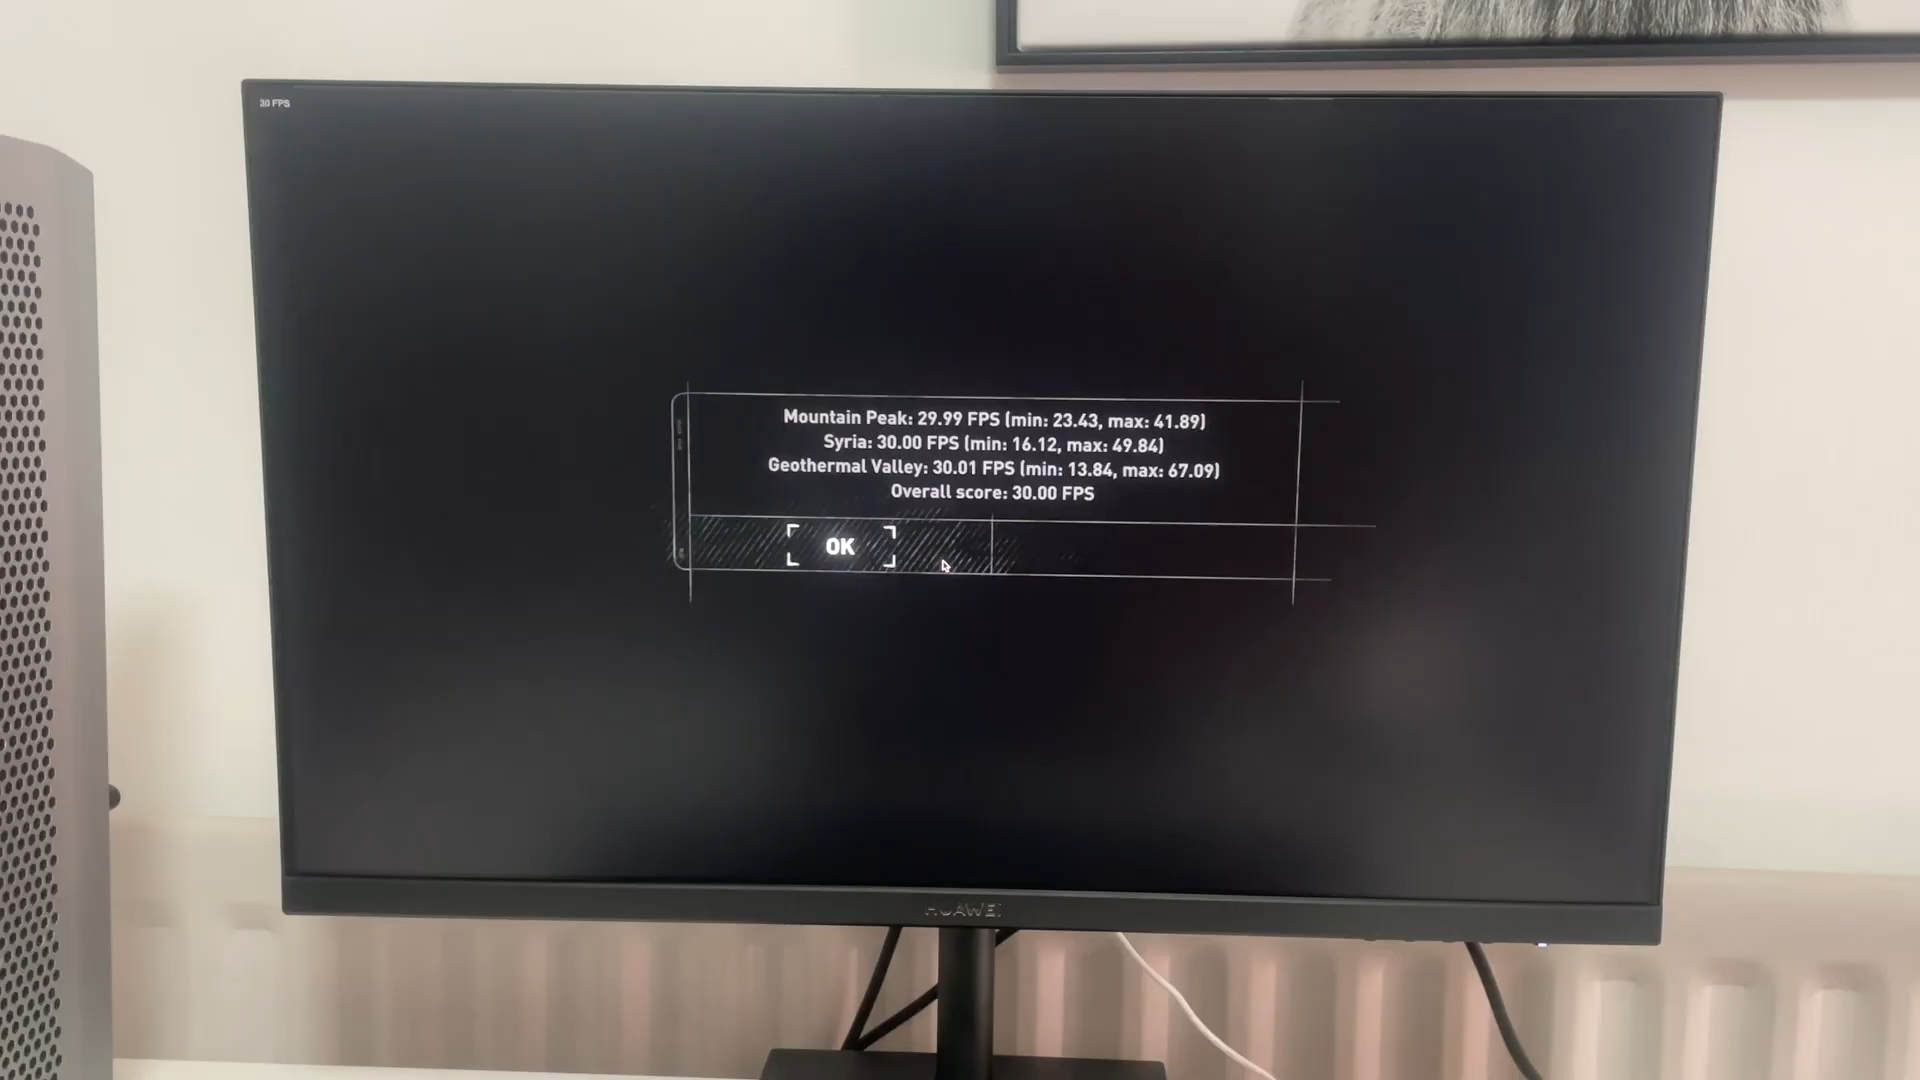 30 FPS
Mountain Peak: 29.99 FPS (min: 23.43, max: 41.89)
Syria: 30.00 FPS (min: 16.12, max: 49.84)
Geothermal Valley: 30.01 FPS (min: 13.84, max: 67.09)
Overall score: 30.00 FPS
OK
HUAWEI